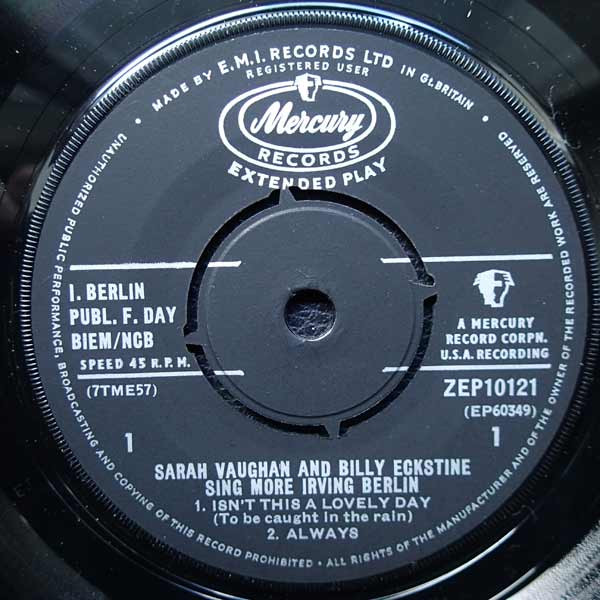 MADE BY E.M.I. RECORDS LTD IN Gt.BRITAIN •
REGISTERED USER
Mercury
RECORDS
EXTENDED PLAY
I. BERLIN
PUBL. F. DAY
BIEM/NCB
SPEED 45 R.P.M.
(7TME57)
1
A MERCURY
RECORD CORPN.
U.S.A. RECORDING
ZEP10121
(EP60349)
1
SARAH VAUGHAN AND BILLY ECKSTINE
SING MORE IRVING BERLIN
1. ISN'T THIS A LOVELY DAY
(To be caught in the rain)
2. ALWAYS
UNAUTHORIZED PUBLIC PERFORMANCE, BROADCASTING AND COPYING OF THIS RECORD PROHIBITED • ALL RIGHTS OF THE MANUFACTURER AND OF THE OWNER OF THE RECORDED WORK ARE RESERVED •